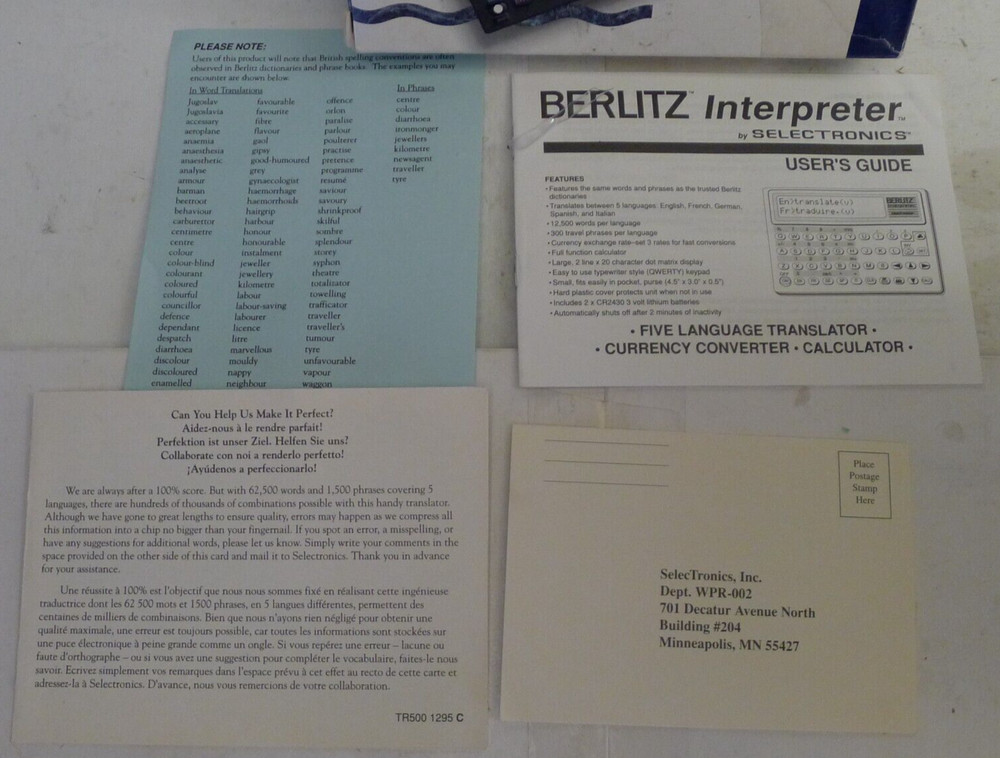 PLEASE NOTE:
Users of this product will note that British spelling conventions are often
observed in Berlitz dictionaries and phrase books. The examples you may
encounter are shown below.
In Word Translations
Jugoslav
Jugoslavia
accessary
aeroplane
anaemia
anaesthesia
anaesthetic
analyse
armour
barman
beetroot
behaviour
carburettor
centimetre
centre
colour
colour-blind
colourant
coloured
colourful
councillor
defence
dependant
despatch
diarrhoea
discolour
discoloured
enamelled
favourable
favourite
fibre
flavour
gaol
gipsy
good-humoured
grey
gynaecologist
haemorrhage
haemorrhoids
hairgrip
harbour
honour
honourable
instalment
jeweller
jewellery
kilometre
labour
labour-saving
labourer
licence
litre
marvellous
mouldy
nappy
neighbour
offence
orlon
paralise
parlour
poulterer
practise
pretence
programme
resumé
saviour
savoury
shrinkproof
skilful
sombre
splendour
storey
syphon
theatre
totalisator
towelling
trafficator
traveller
traveller's
tumour
tyre
unfavourable
vapour
waggon
In Phrases
centre
colour
diarrhoea
ironmonger
jewellers
kilometre
newsagent
traveller
tyre
BERLITZ™ Interpreter™
by SELECTRONICS™
USER'S GUIDE
FEATURES
• Features the same words and phrases as the trusted Berlitz
dictionaries
• Translates between 5 languages: English, French, German,
Spanish, and Italian
• 12,500 words per language
• 300 travel phrases per language
• Currency exchange rate-set 3 rates for fast conversions
• Full function calculator
• Large, 2 line x 20 character dot matrix display
• Easy to use typewriter style (QWERTY) keypad
• Small, fits easily in pocket, purse (4.5" x 3.0" x 0.5")
• Hard plastic cover protects unit when not in use
• Includes 2 x CR2430 3 volt lithium batteries
• Automatically shuts off after 2 minutes of inactivity
En)translate(v)
Fr)traduire.(v)
BERLITZ
• FIVE LANGUAGE TRANSLATOR •
• CURRENCY CONVERTER • CALCULATOR •
Can You Help Us Make It Perfect?
Aidez-nous à le rendre parfait!
Perfektion ist unser Ziel. Helfen Sie uns?
Collaborate con noi a renderlo perfetto!
¡Ayúdenos a perfeccionarlo!
We are always after a 100% score. But with 62,500 words and 1,500 phrases covering 5
languages, there are hundreds of thousands of combinations possible with this handy translator.
Although we have gone to great lengths to ensure quality, errors may happen as we compress all
this information into a chip no bigger than your fingernail. If you spot an error, a misspelling, or
have any suggestions for additional words, please let us know. Simply write your comments in the
space provided on the other side of this card and mail it to Selectronics. Thank you in advance
for your assistance.
Une réussite à 100% est l'objectif que nous nous sommes fixé en réalisant cette ingénieuse
traductrice dont les 62 500 mots et 1500 phrases, en 5 langues différentes, permettent des
centaines de milliers de combinaisons. Bien que nous n'ayons rien négligé pour obtenir une
qualité maximale, une erreur est toujours possible, car toutes les informations sont stockées sur
une puce électronique à peine grande comme un ongle. Si vous repérez une erreur – lacune ou
faute d'orthographe – ou si vous avez une suggestion pour compléter le vocabulaire, faites-le nous
savoir. Ecrivez simplement vos remarques dans l'espace prévu à cet effet au recto de cette carte et
adressez-la à Selectronics. D'avance, nous vous remercions de votre collaboration.
TR500 1295 C
Place
Postage
Stamp
Here
SelecTronics, Inc.
Dept. WPR-002
701 Decatur Avenue North
Building #204
Minneapolis, MN 55427